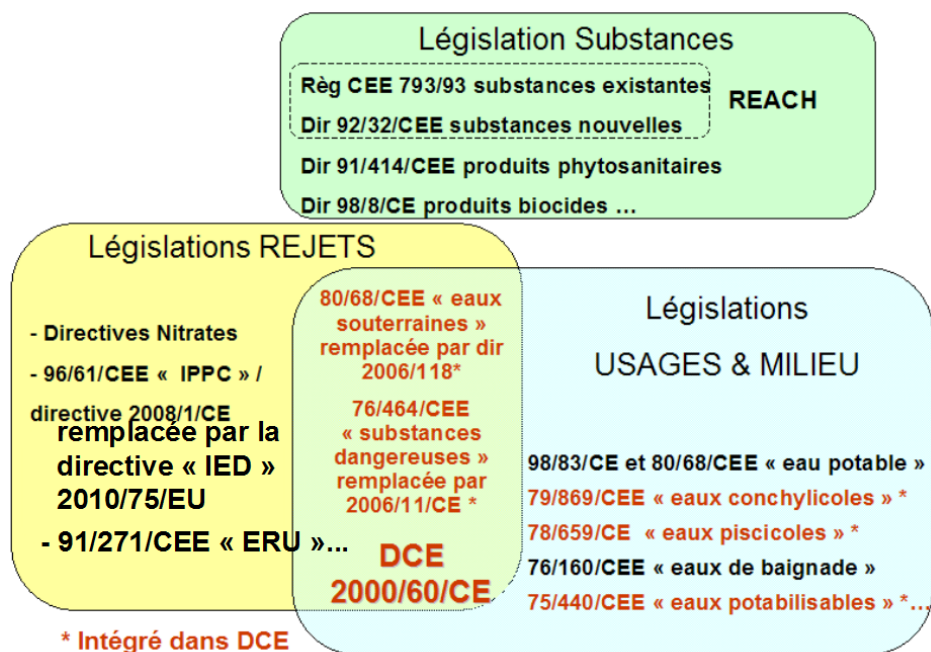 Législation Substances
Règ CEE 793/93 substances existantes
REACH
Dir 92/32/CEE substances nouvelles
Dir 91/414/CEE produits phytosanitaires
Dir 98/8/CE produits biocides ...
Législations REJETS
- Directives Nitrates
- 96/61/CEE « IPPC » /
directive 2008/1/CE
remplacée par la
directive « IED »
2010/75/EU
- 91/271/CEE « ERU »...
80/68/CEE « eaux
souterraines »
remplacée par dir
2006/118*
76/464/CEE
« substances
dangereuses »
remplacée par
2006/11/CE *
DCE
2000/60/CE
Législations
USAGES & MILIEU
98/83/CE et 80/68/CEE « eau potable »
79/869/CEE « eaux conchylicoles » *
78/659/CE « eaux piscicoles » *
76/160/CEE « eaux de baignade »
75/440/CEE « eaux potabilisables » *...
* Intégré dans DCE